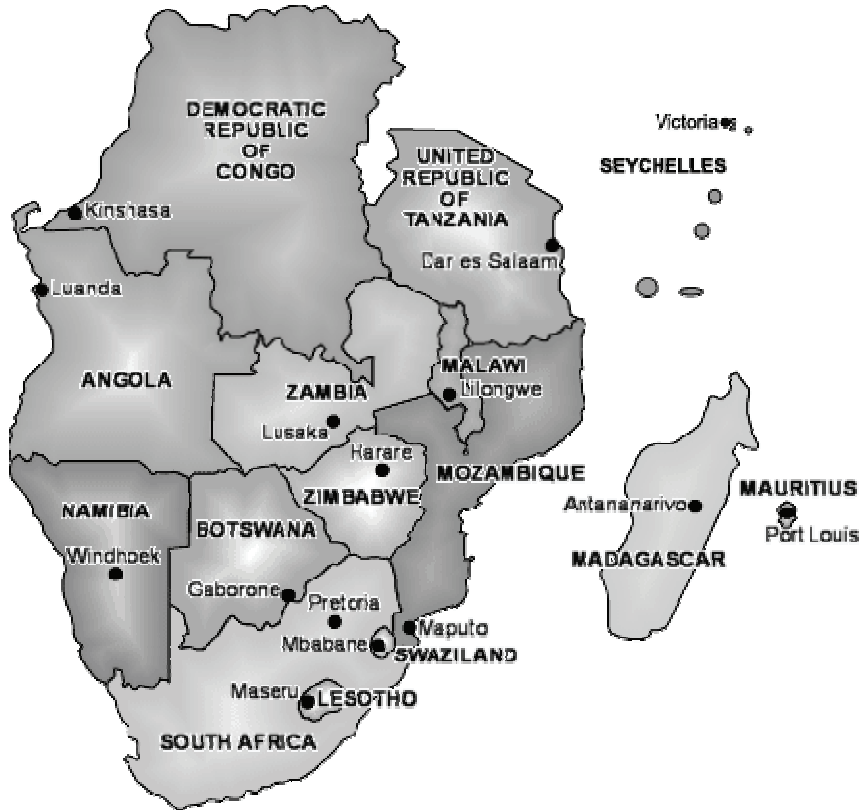 DEMOCRATIC
REPUBLIC
OF
CONGO
Victoria
UNITED
REPUBLIC
OF
TANZANIA
SEYCHELLES
Kinshasa
Dar es Salaam
Luanda
ANGOLA
ZAMBIA
MALAWI
Lilongwe
Lusaka
Harare
MOZAMBIQUE
ZIMBABWE
NAMIBIA
BOTSWANA
Antananarivo
MAURITIUS
Port Louis
Windhoek
MADAGASCAR
Gaborone
Pretoria
Maputo
Mbabane
SWAZILAND
Maseru
LESOTHO
SOUTH AFRICA